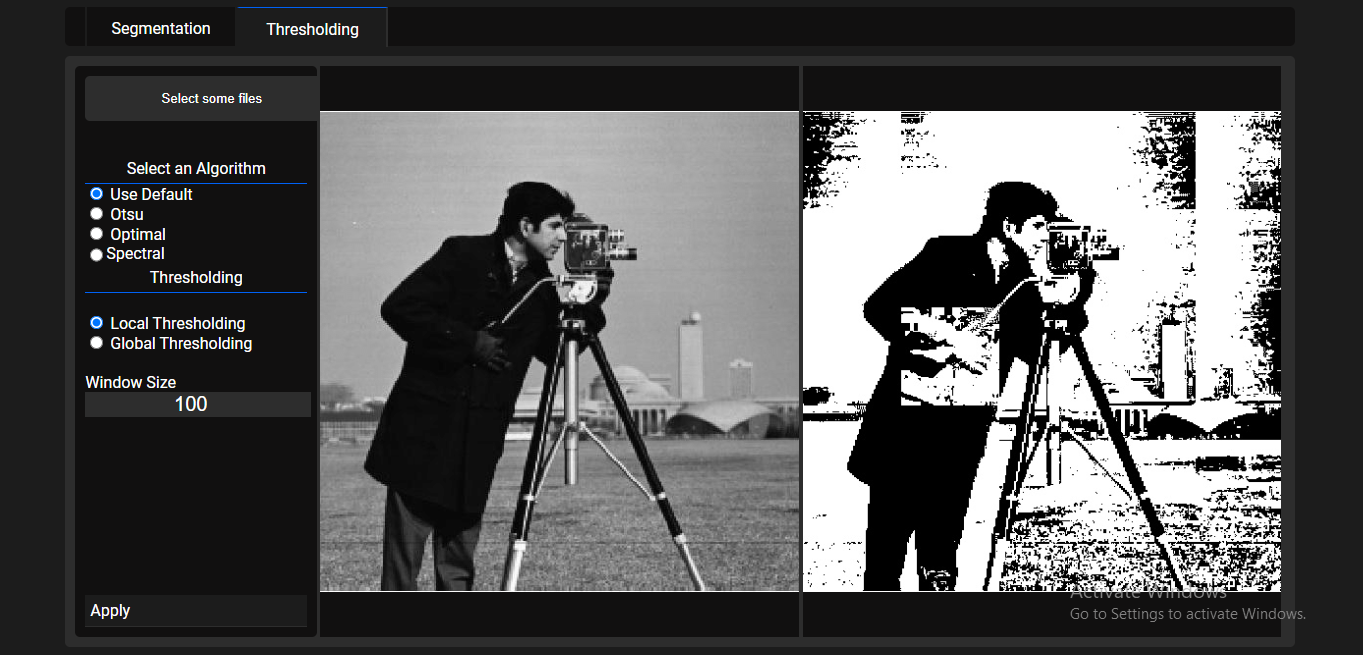 Segmentation
Thresholding
Select some files
Select an Algorithm
Use Default
Otsu
Optimal
Spectral
Thresholding
Local Thresholding
Global Thresholding
Window Size
100
Apply
Activate Windows
Go to Settings to activate Windows.